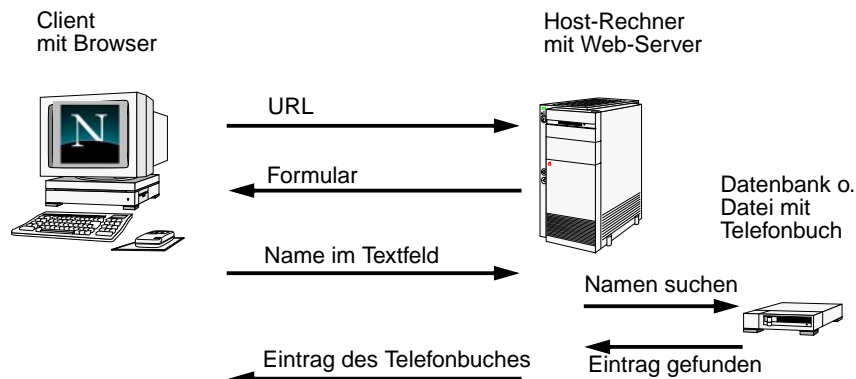 Client
mit Browser
Host-Rechner
mit Web-Server
N
URL
Formular
Datenbank o.
Datei mit
Telefonbuch
Name im Textfeld
Namen suchen
Eintrag des Telefonbuches
Eintrag gefunden